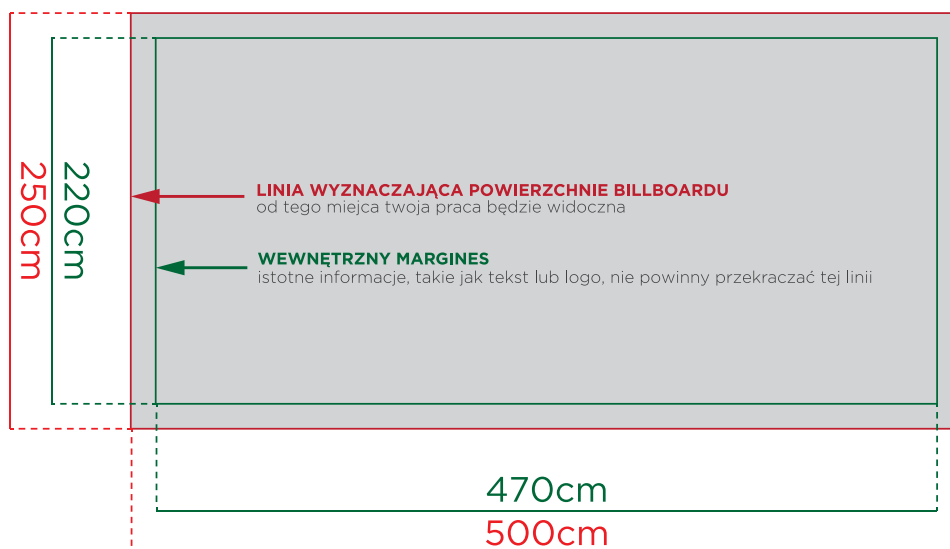 250cm
220cm
LINIA WYZNACZAJĄCA POWIERZCHNIE BILLBOARDU
od tego miejca twoja praca będzie widoczna
WEWNĘTRZNY MARGINES
istotne informacje, takie jak tekst lub logo, nie powinny przekraczać tej linii
470cm
500cm